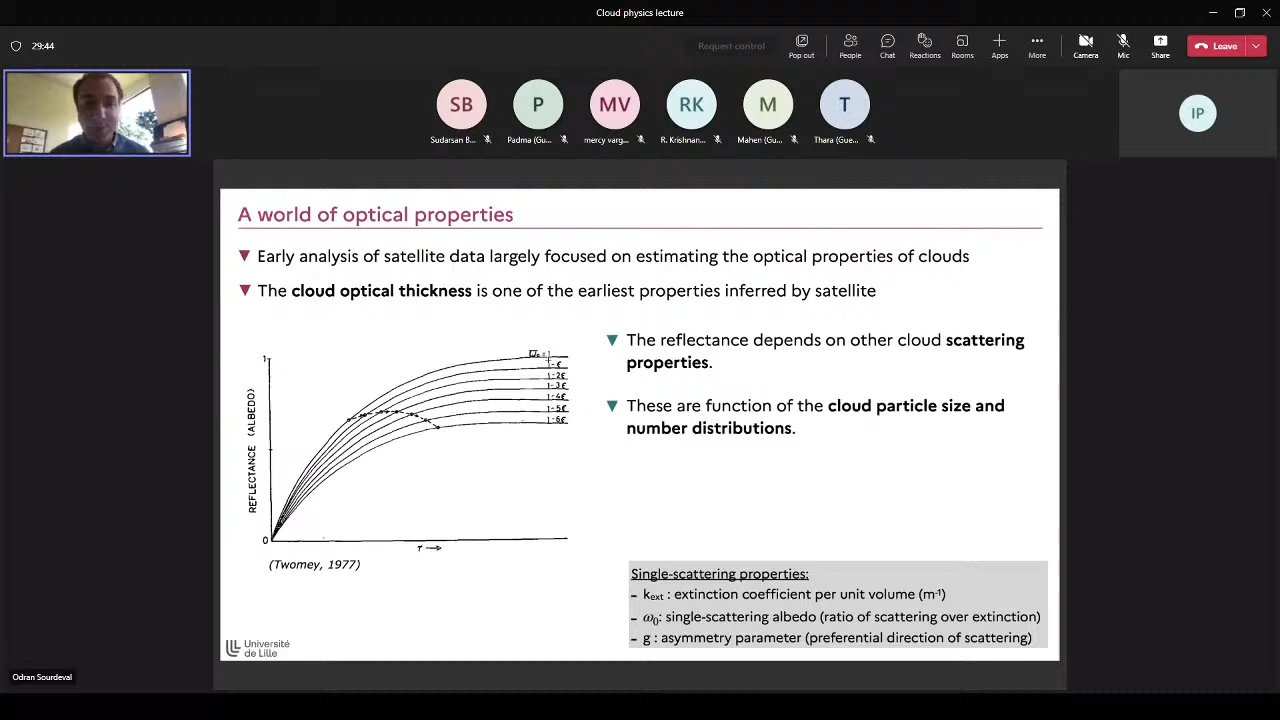 Cloud physics lecture
29:44
Request control
Pop out
People
Chat
Reactions
Rooms
Apps
More
Camera
Mic
Share
Leave
SB
P
MV
RK
M
T
IP
Sudarsan B...
Padma (Gu...
mercy varg...
R. Krishnan...
Mahen (Gu...
Thara (Gue...
A world of optical properties
Early analysis of satellite data largely focused on estimating the optical properties of clouds
The cloud optical thickness is one of the earliest properties inferred by satellite
The reflectance depends on other cloud scattering
properties.
These are function of the cloud particle size and
number distributions.
REFLECTANCE (ALBEDO)
1
0
ϖ₀ = 1
1-ε
1-2ε
1-3ε
1-4ε
1-5ε
1-6ε
τ →
(Twomey, 1977)
Single-scattering properties:
- kext : extinction coefficient per unit volume (m-1)
- ω0: single-scattering albedo (ratio of scattering over extinction)
- g : asymmetry parameter (preferential direction of scattering)
Université
de Lille
Odran Sourdeval